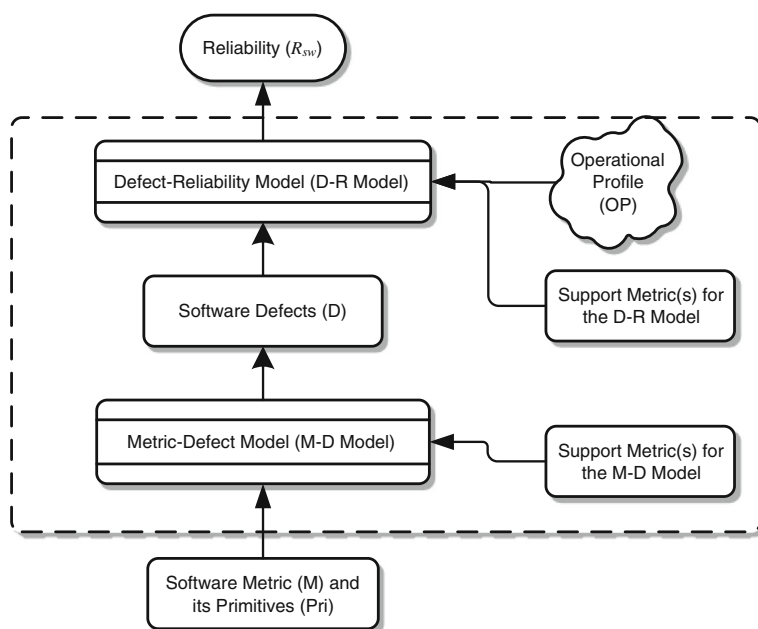 Reliability (Rsw)
Defect-Reliability Model (D-R Model)
Operational
Profile
(OP)
Software Defects (D)
Support Metric(s) for
the D-R Model
Metric-Defect Model (M-D Model)
Support Metric(s) for
the M-D Model
Software Metric (M) and
its Primitives (Pri)